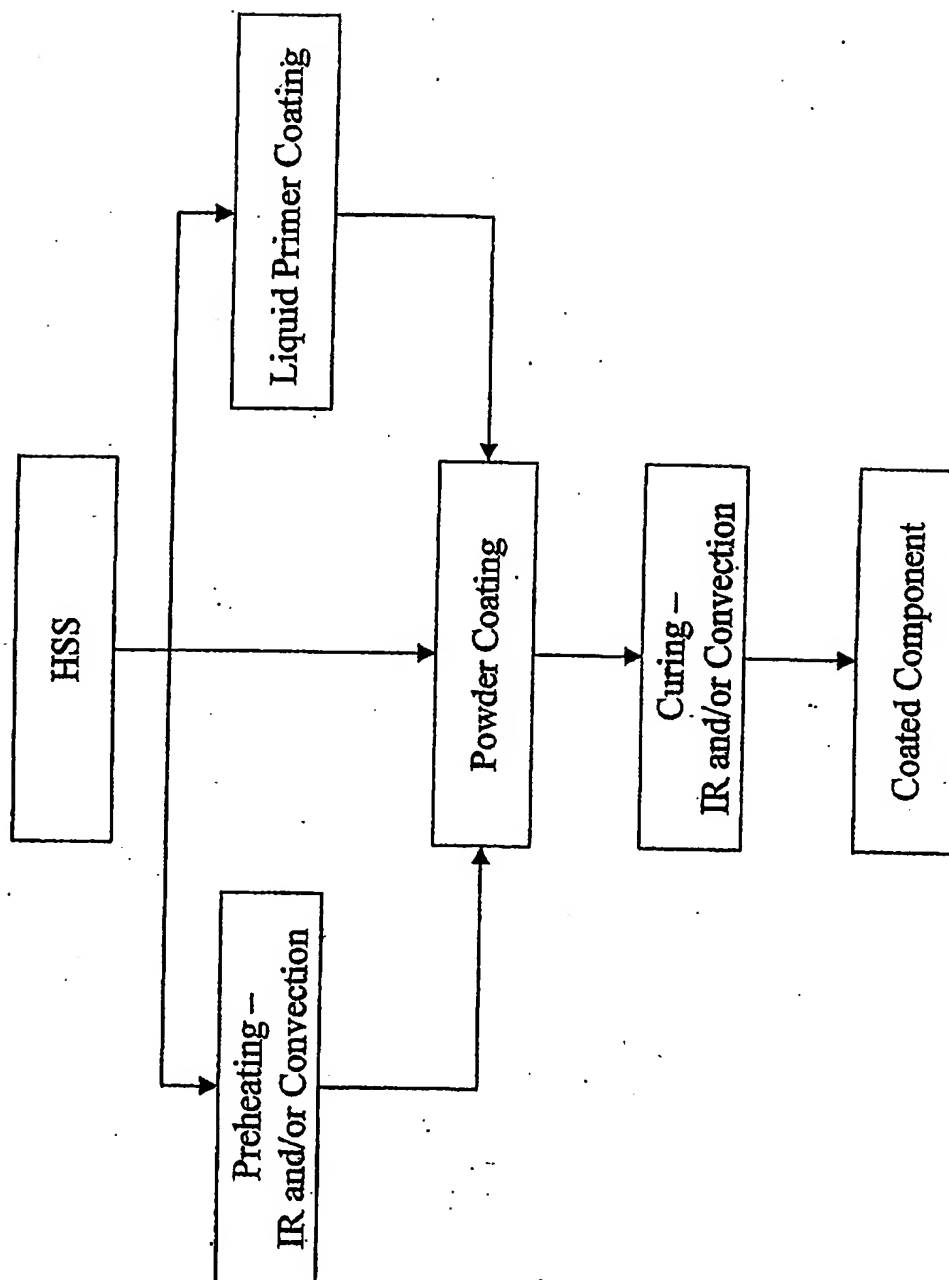 HSS
Preheating –
IR and/or Convection
Liquid Primer Coating
Powder Coating
Curing –
IR and/or Convection
Coated Component